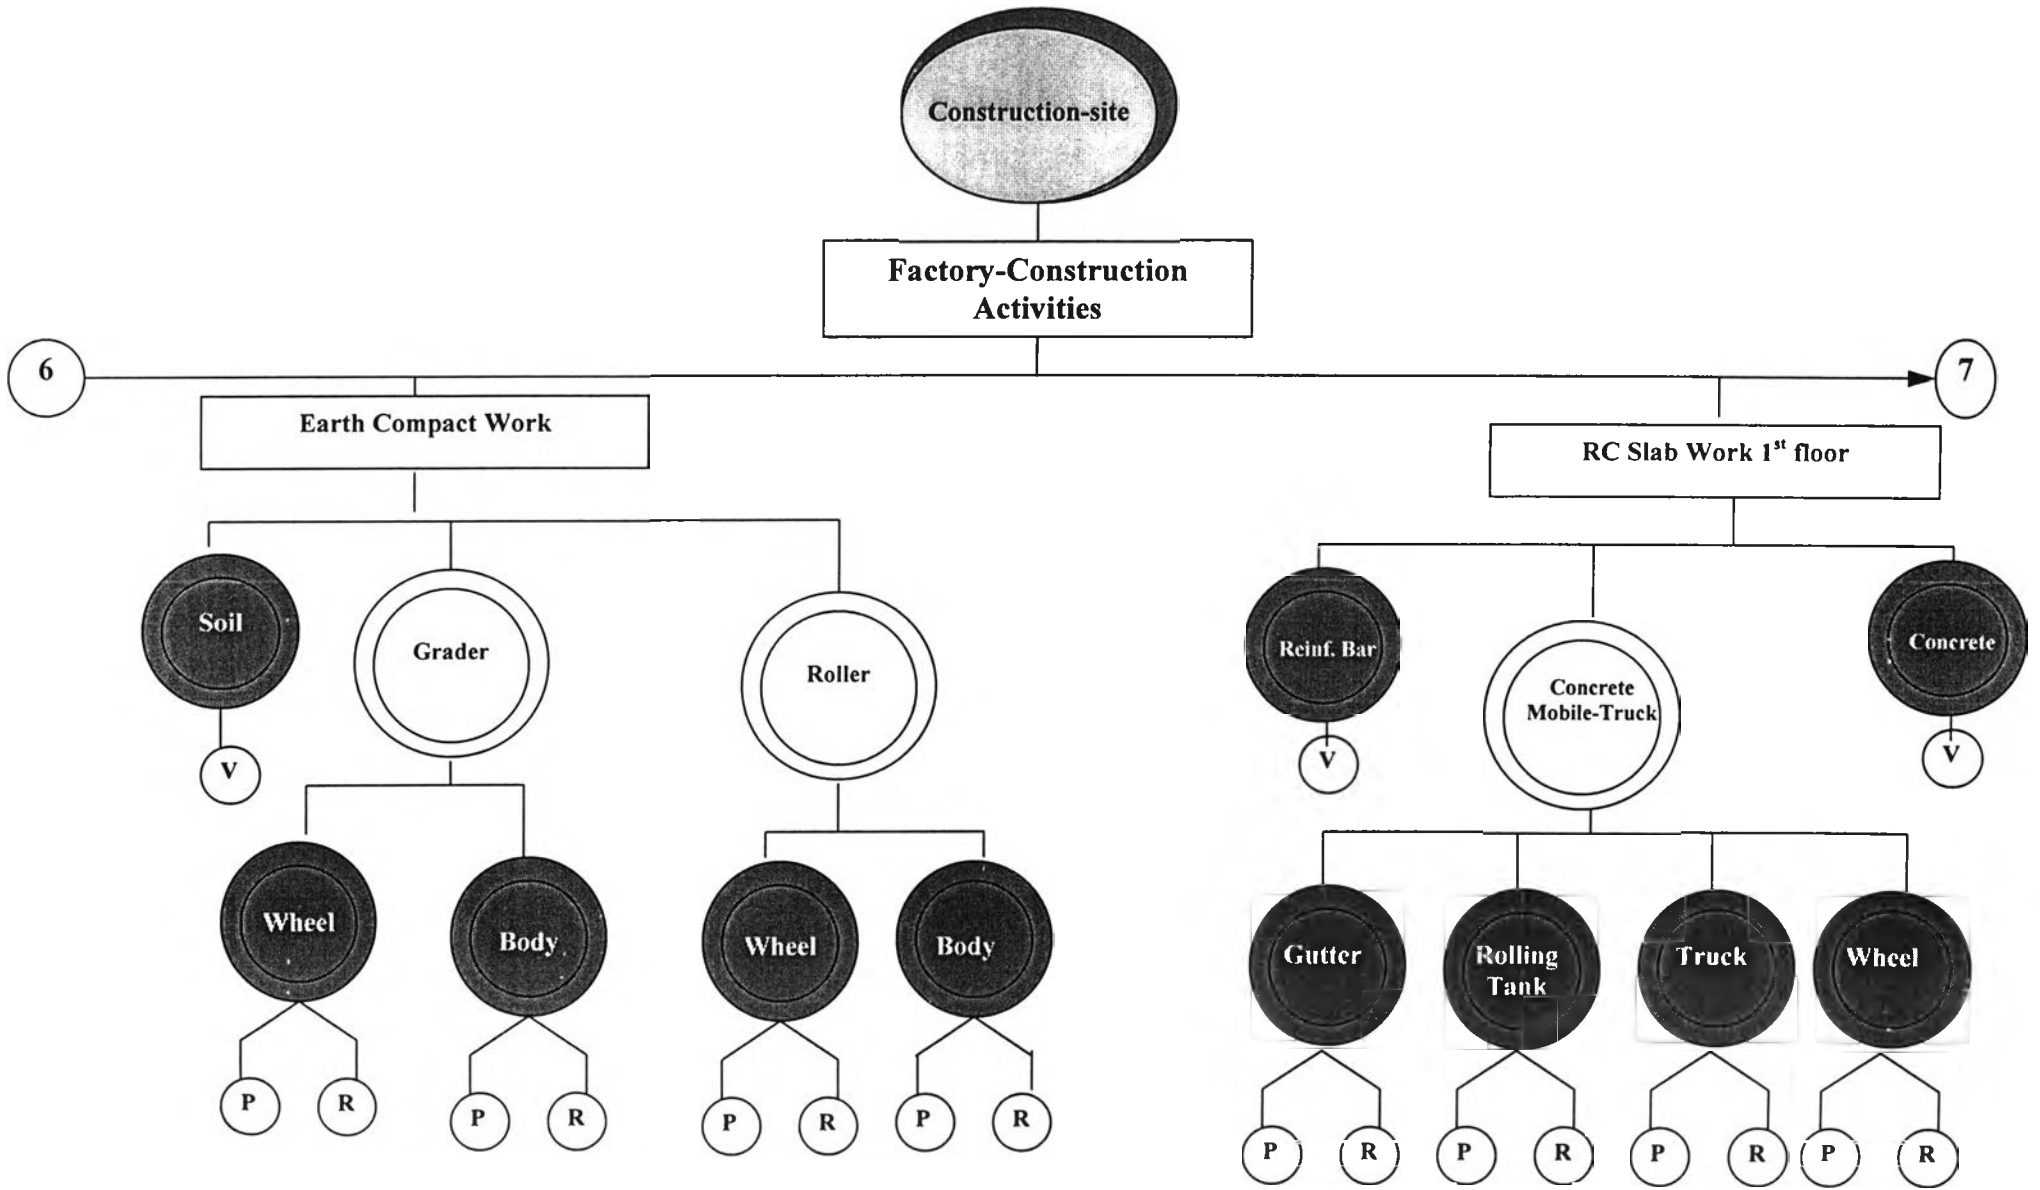 Construction-site
Factory-Construction
Activities
6
7
Earth Compact Work
RC Slab Work 1st floor
Soil
Grader
Roller
Reinf. Bar
Concrete
Mobile-Truck
Concrete
V
V
V
Wheel
Body
Wheel
Body
Gutter
Rolling
Tank
Truck
Wheel
P
R
P
R
P
R
P
R
P
R
P
R
P
R
P
R